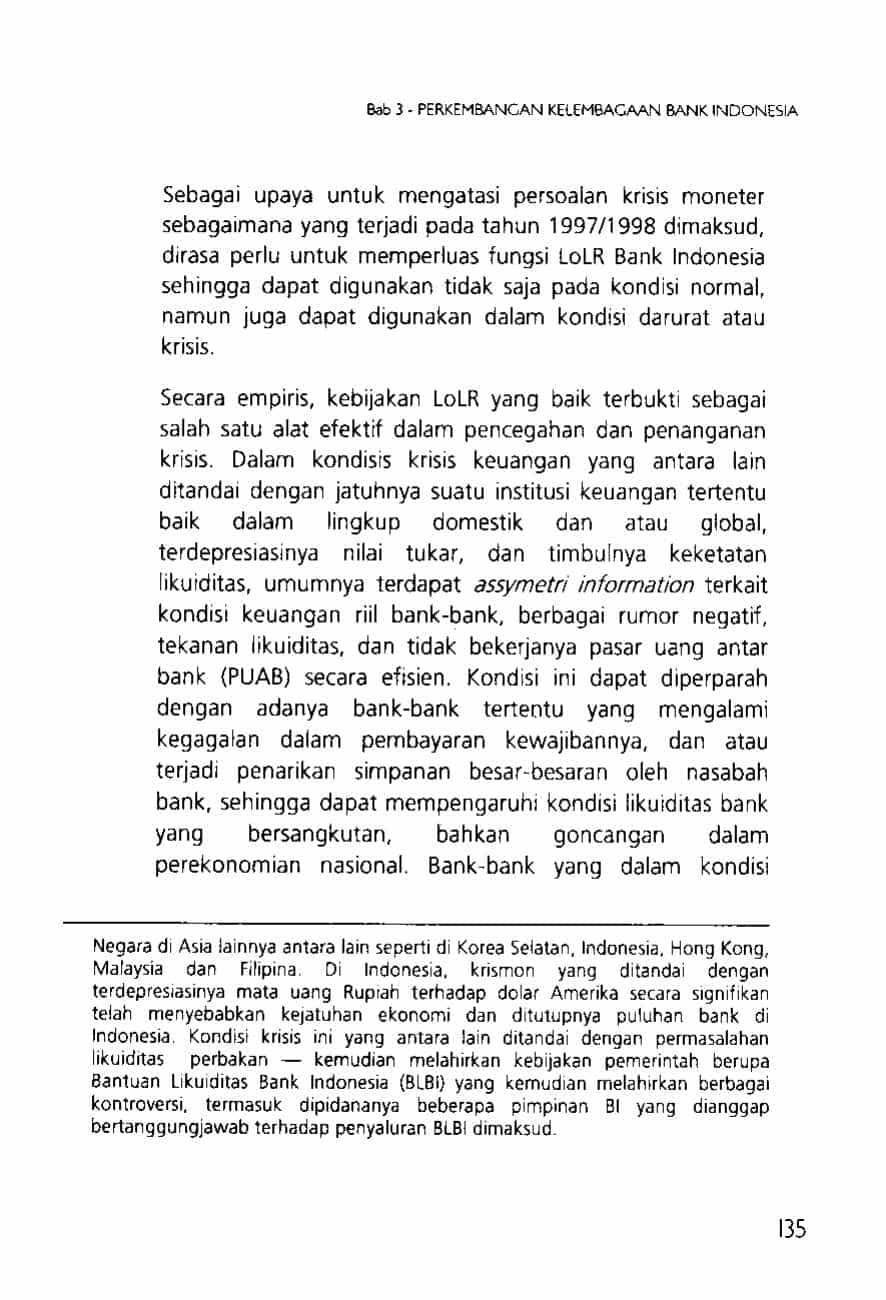 Bab 3 - PERKEMBANGAN KELEMBAGAAN BANK INDONESIA
Sebagai upaya untuk mengatasi persoalan krisis moneter
sebagaimana yang terjadi pada tahun 1997/1998 dimaksud,
dirasa perlu untuk memperluas fungsi LoLR Bank Indonesia
sehingga dapat digunakan tidak saja pada kondisi normal,
namun juga dapat digunakan dalam kondisi darurat atau
krisis.
Secara empiris, kebijakan LoLR yang baik terbukti sebagai
salah satu alat efektif dalam pencegahan dan penanganan
krisis. Dalam kondisis krisis keuangan yang antara lain
ditandai dengan jatuhnya suatu institusi keuangan tertentu
baik dalam lingkup domestik dan atau global,
terdepresiasinya nilai tukar, dan timbulnya keketatan
likuiditas, umumnya terdapat assymetri information terkait
kondisi keuangan riil bank-bank, berbagai rumor negatif,
tekanan likuiditas, dan tidak bekerjanya pasar uang antar
bank (PUAB) secara efisien. Kondisi ini dapat diperparah
dengan adanya bank-bank tertentu yang mengalami
kegagalan dalam pembayaran kewajibannya, dan atau
terjadi penarikan simpanan besar-besaran oleh nasabah
bank, sehingga dapat mempengaruhi kondisi likuiditas bank
yang bersangkutan, bahkan goncangan dalam
perekonomian nasional. Bank-bank yang dalam kondisi
Negara di Asia lainnya antara lain seperti di Korea Selatan, Indonesia, Hong Kong,
Malaysia dan Filipina. Di Indonesia, krismon yang ditandai dengan
terdepresiasinya mata uang Rupiah terhadap dolar Amerika secara signifikan
telah menyebabkan kejatuhan ekonomi dan ditutupnya puluhan bank di
Indonesia. Kondisi krisis ini yang antara lain ditandai dengan permasalahan
likuiditas perbakan — kemudian melahirkan kebijakan pemerintah berupa
Bantuan Likuiditas Bank Indonesia (BLBI) yang kemudian melahirkan berbagai
kontroversi, termasuk dipidananya beberapa pimpinan BI yang dianggap
bertanggungjawab terhadap penyaluran BLBI dimaksud.
135